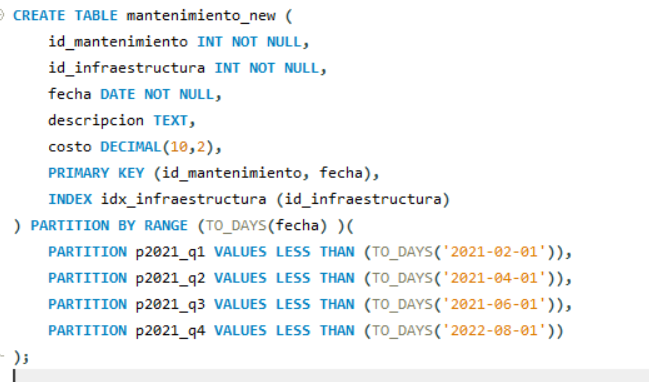 CREATE TABLE mantenimiento_new (
id_mantenimiento INT NOT NULL,
id_infraestructura INT NOT NULL,
fecha DATE NOT NULL,
descripcion TEXT,
costo DECIMAL(10,2),
PRIMARY KEY (id_mantenimiento, fecha),
INDEX idx_infraestructura (id_infraestructura)
) PARTITION BY RANGE (TO_DAYS(fecha) )(
PARTITION p2021_q1 VALUES LESS THAN (TO_DAYS('2021-02-01')),
PARTITION p2021_q2 VALUES LESS THAN (TO_DAYS('2021-04-01')),
PARTITION p2021_q3 VALUES LESS THAN (TO_DAYS('2021-06-01')),
PARTITION p2021_q4 VALUES LESS THAN (TO_DAYS('2022-08-01'))
);